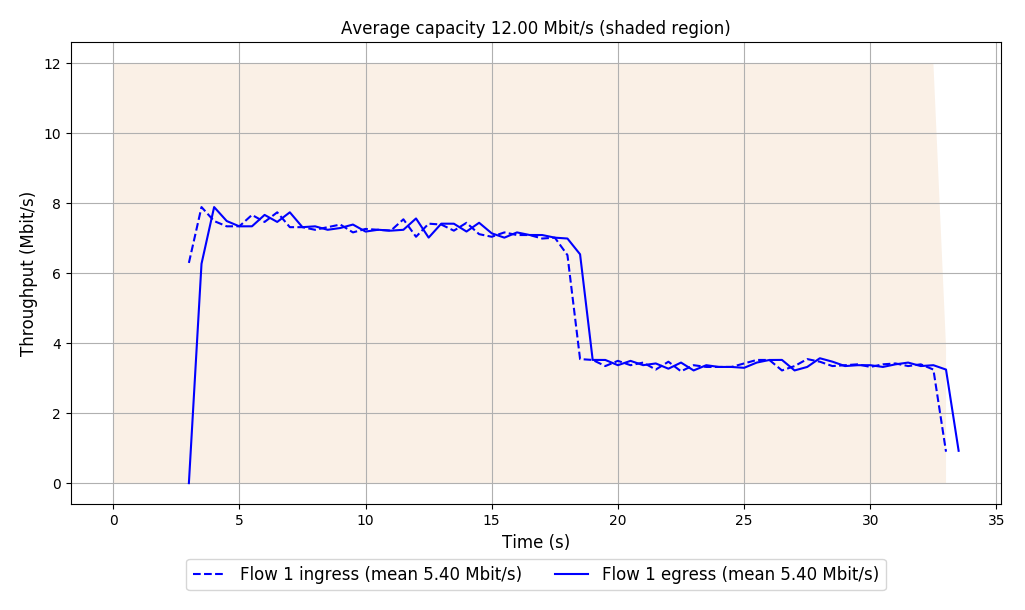 Average capacity 12.00 Mbit/s (shaded region)
12
10
8
6
4
2
0
Throughput (Mbit/s)
0 5 10 15 20 25 30 35
Time (s)
Flow 1 ingress (mean 5.40 Mbit/s) Flow 1 egress (mean 5.40 Mbit/s)